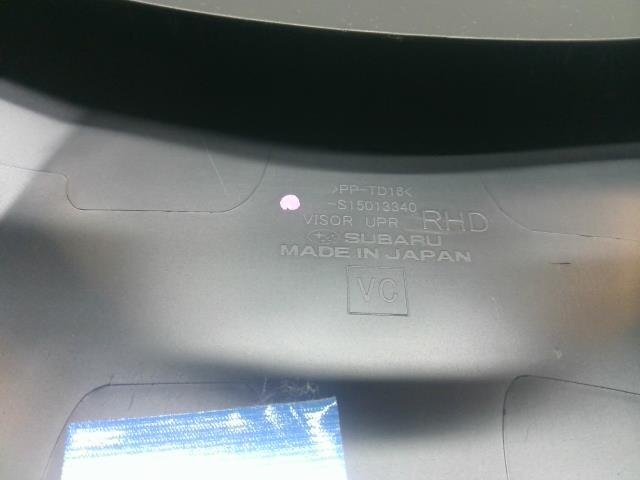 >PP-TD16<
-S15013340
VISOR UPR RHD
SUBARU
MADE IN JAPAN
VC